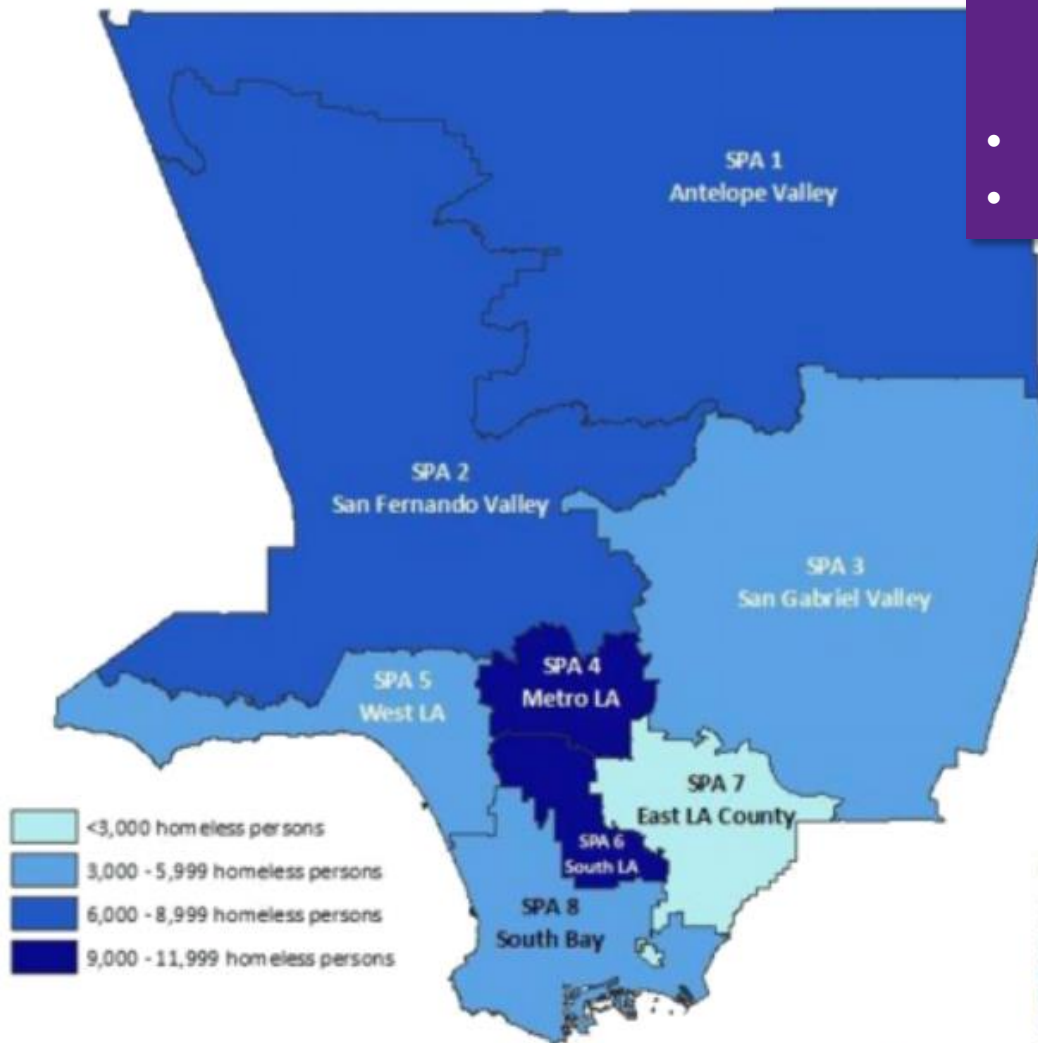 SPA 1
Antelope Valley
SPA 2
San Fernando Valley
SPA 3
San Gabriel Valley
SPA 4
Metro LA
SPA 5
West LA
SPA 7
East LA County
SPA 6
South LA
SPA 8
South Bay
<3,000 homeless persons
3,000 - 5,999 homeless persons
6,000 - 8,999 homeless persons
9,000 - 11,999 homeless persons